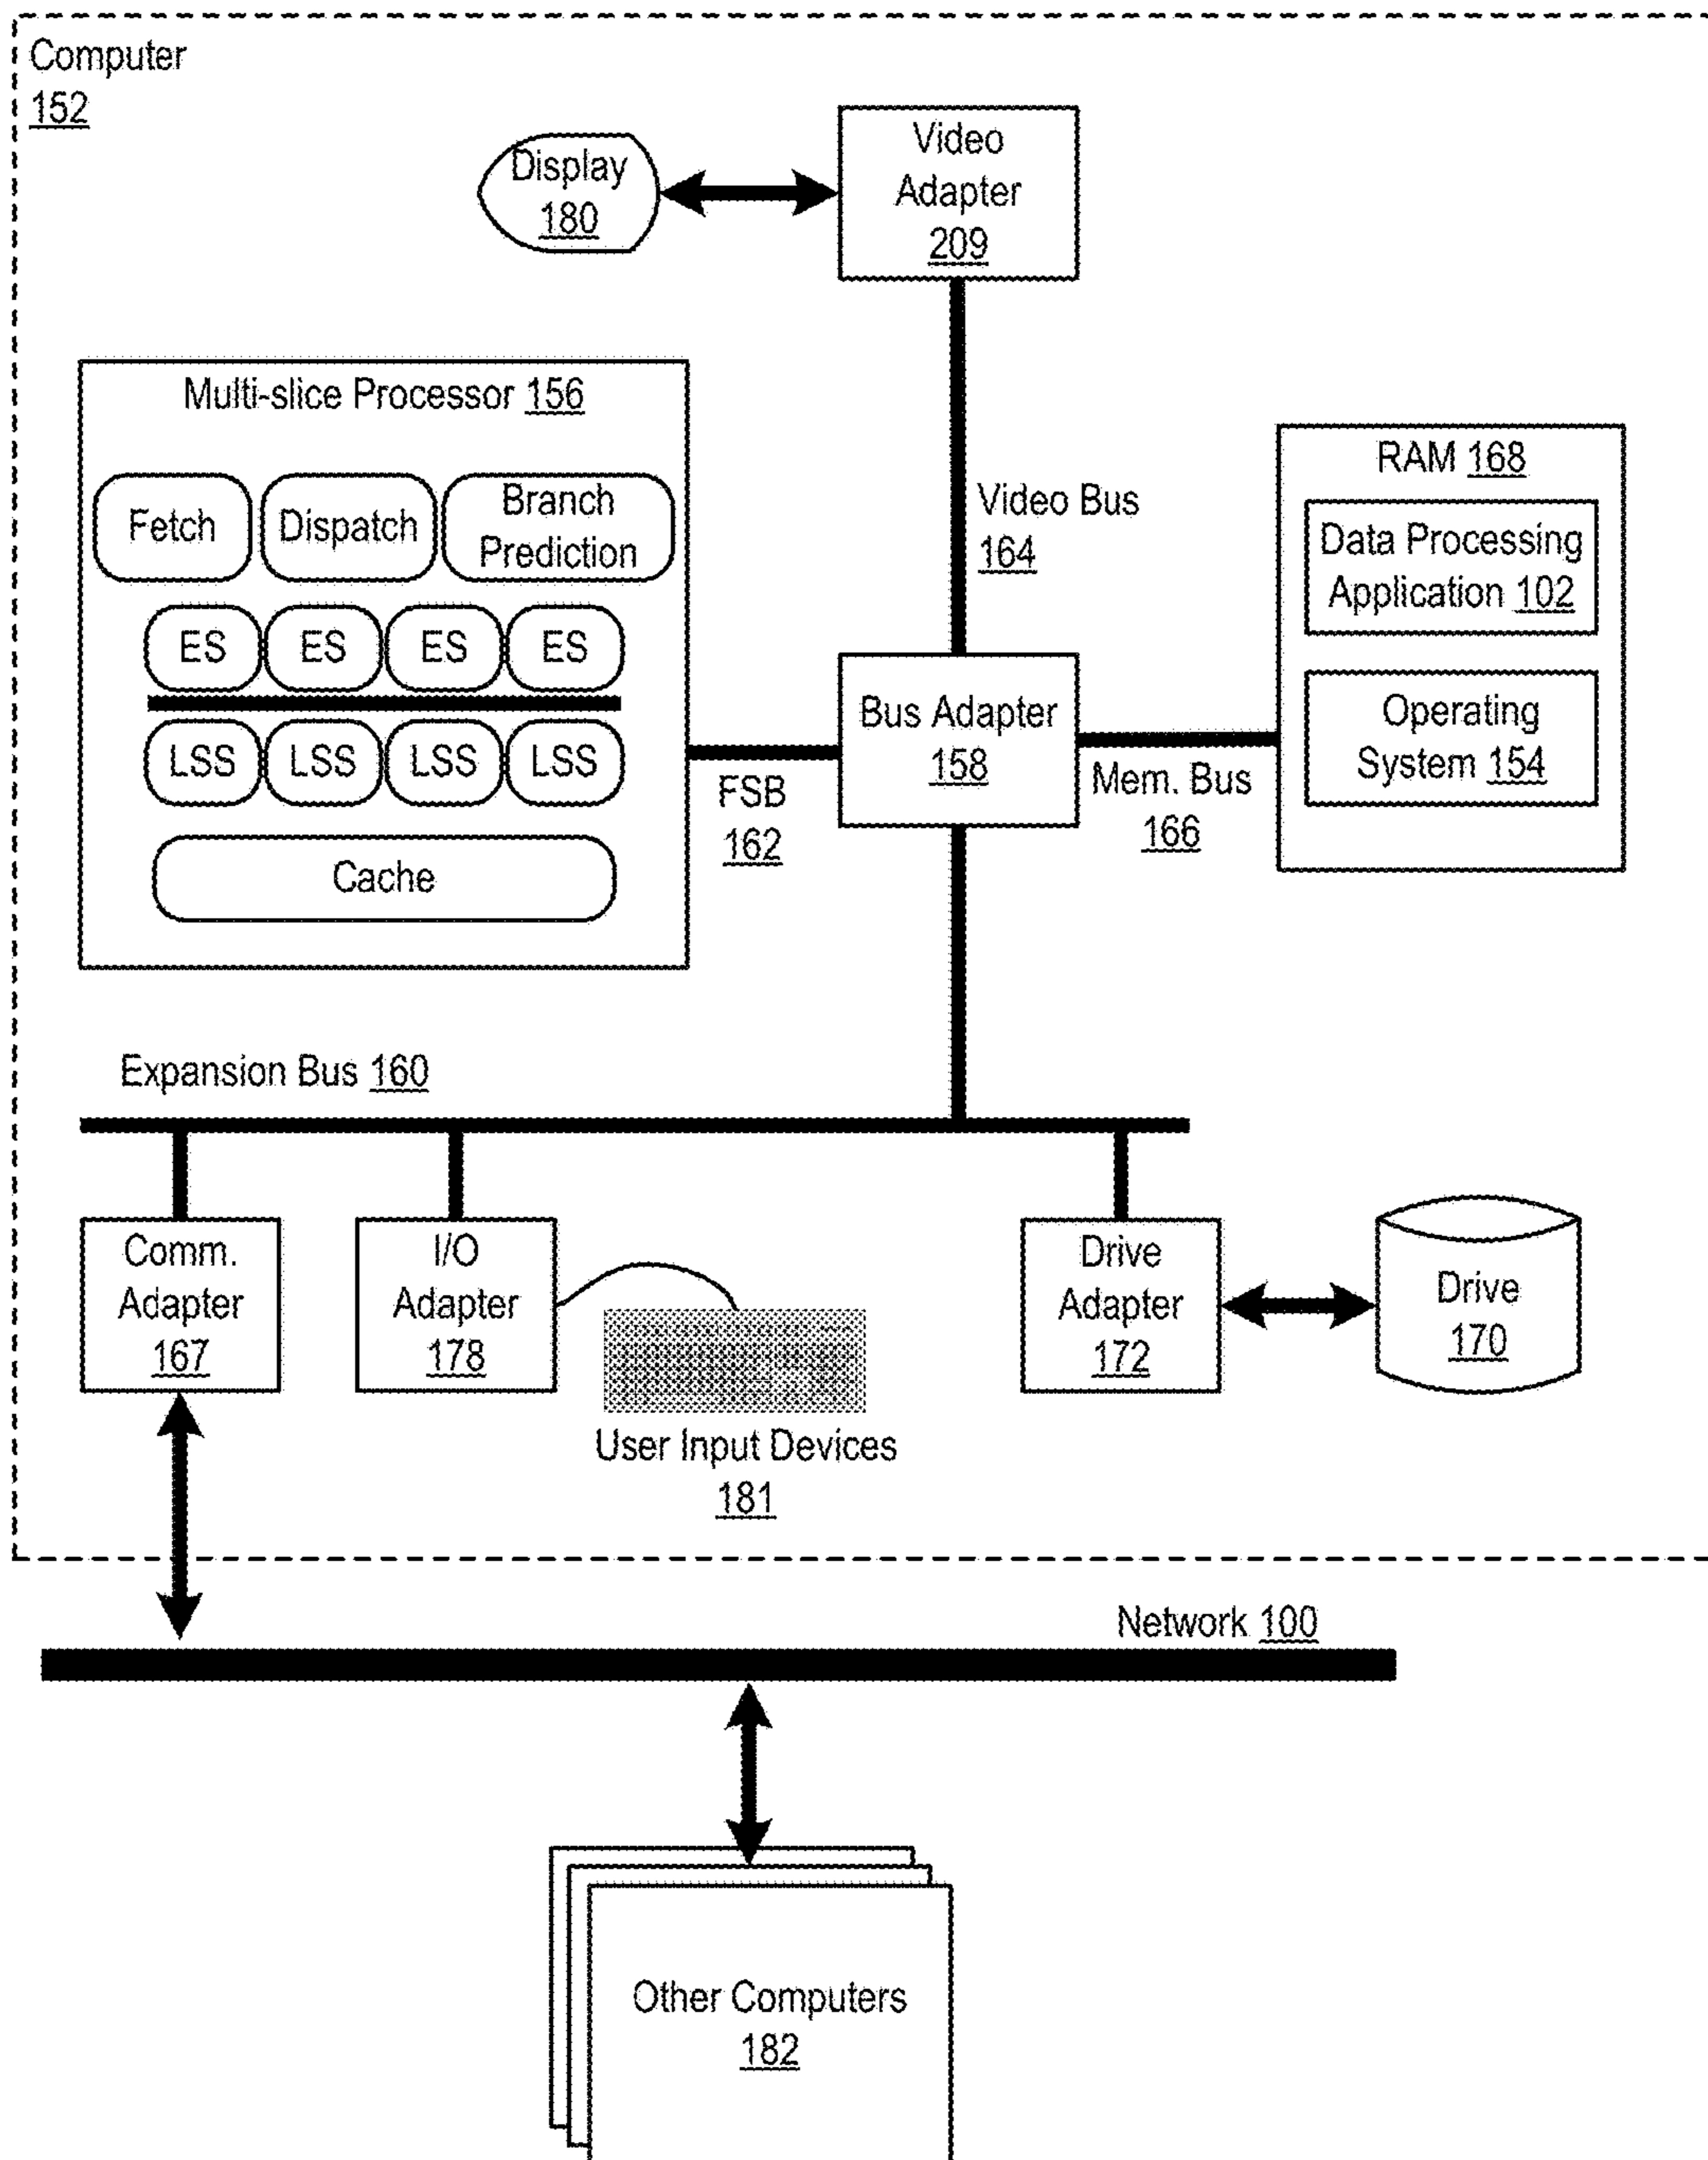 Computer
152
Display
180
Video
Adapter
209
Multi-slice Processor 156
Fetch
Dispatch
Branch
Prediction
ES
ES
ES
ES
LSS
LSS
LSS
LSS
Cache
Video Bus
164
RAM 168
Data Processing
Application 102
Operating
System 154
Bus Adapter
158
FSB
162
Mem. Bus
166
Expansion Bus 160
Comm.
Adapter
167
I/O
Adapter
178
User Input Devices
181
Drive
Adapter
172
Drive
170
Network 100
Other Computers
182